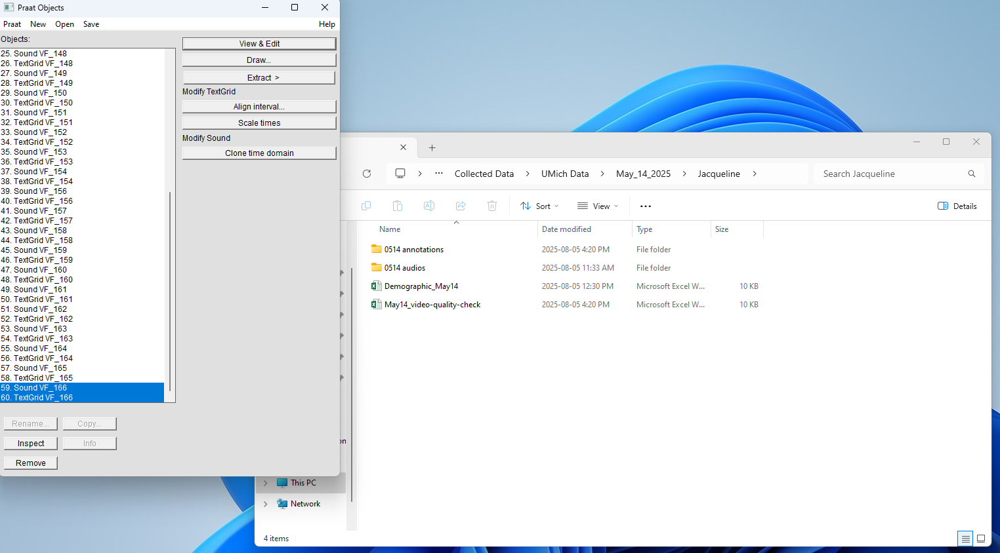 Praat Objects
Praat New Open Save Help
Objects:
25. Sound VF_148
26. TextGrid VF_148
27. Sound VF_149
28. TextGrid VF_149
29. Sound VF_150
30. TextGrid VF_150
31. Sound VF_151
32. TextGrid VF_151
33. Sound VF_152
34. TextGrid VF_152
35. Sound VF_153
36. TextGrid VF_153
37. Sound VF_154
38. TextGrid VF_154
39. Sound VF_156
40. TextGrid VF_156
41. Sound VF_157
42. TextGrid VF_157
43. Sound VF_158
44. TextGrid VF_158
45. Sound VF_159
46. TextGrid VF_159
47. Sound VF_160
48. TextGrid VF_160
49. Sound VF_161
50. TextGrid VF_161
51. Sound VF_162
52. TextGrid VF_162
53. Sound VF_163
54. TextGrid VF_163
55. Sound VF_164
56. TextGrid VF_164
57. Sound VF_165
58. TextGrid VF_165
59. Sound VF_166
60. TextGrid VF_166
View & Edit
Draw...
Extract >
Modify TextGrid
Align interval...
Scale times
Modify Sound
Clone time domain
Rename... Copy...
Inspect Info
Remove
Collected Data > UMich Data > May_14_2025 > Jacqueline >
Search Jacqueline
Sort View ... Details
Name Date modified Type Size
0514 annotations 2025-08-05 4:20 PM File folder
0514 audios 2025-08-05 11:33 AM File folder
Demographic_May14 2025-08-05 12:30 PM Microsoft Excel W... 10 KB
May14_video-quality-check 2025-08-05 4:20 PM Microsoft Excel W... 10 KB
on
This PC
Network
4 items